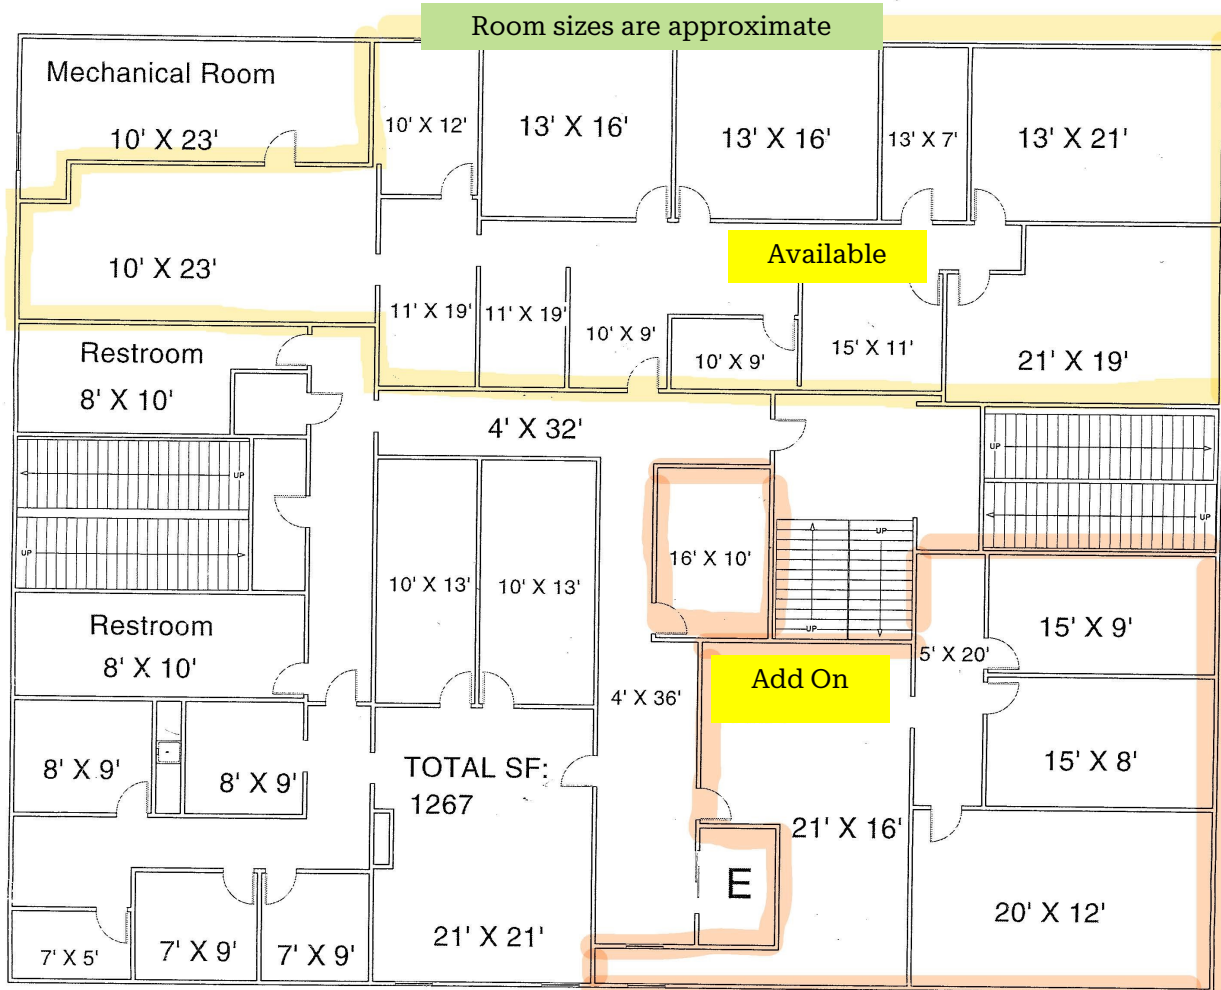 Room sizes are approximate
Mechanical Room
10' X 23'
10' X 12'
13' X 16'
13' X 16'
13' X 7'
13' X 21'
10' X 23'
Available
11' X 19'
11' X 19'
10' X 9'
10' X 9'
15' X 11'
21' X 19'
Restroom
8' X 10'
4' X 32'
UP
UP
UP
UP
16' X 10'
10' X 13'
10' X 13'
UP
UP
Restroom
8' X 10'
15' X 9'
5' X 20'
Add On
4' X 36'
15' X 8'
8' X 9'
8' X 9'
TOTAL SF:
1267
21' X 16'
E
20' X 12'
7' X 5'
7' X 9'
7' X 9'
21' X 21'